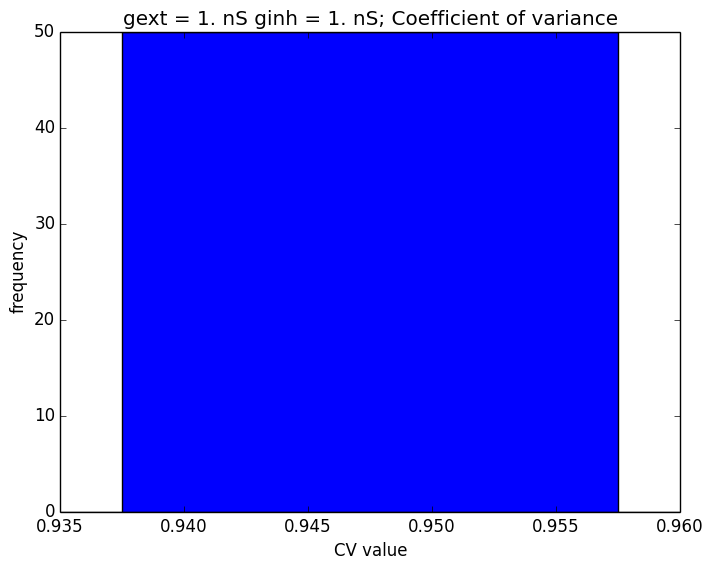 gext = 1. nS ginh = 1. nS; Coefficient of variance
50
40
30
20
10
0
frequency
0.935 0.940 0.945 0.950 0.955 0.960
CV value